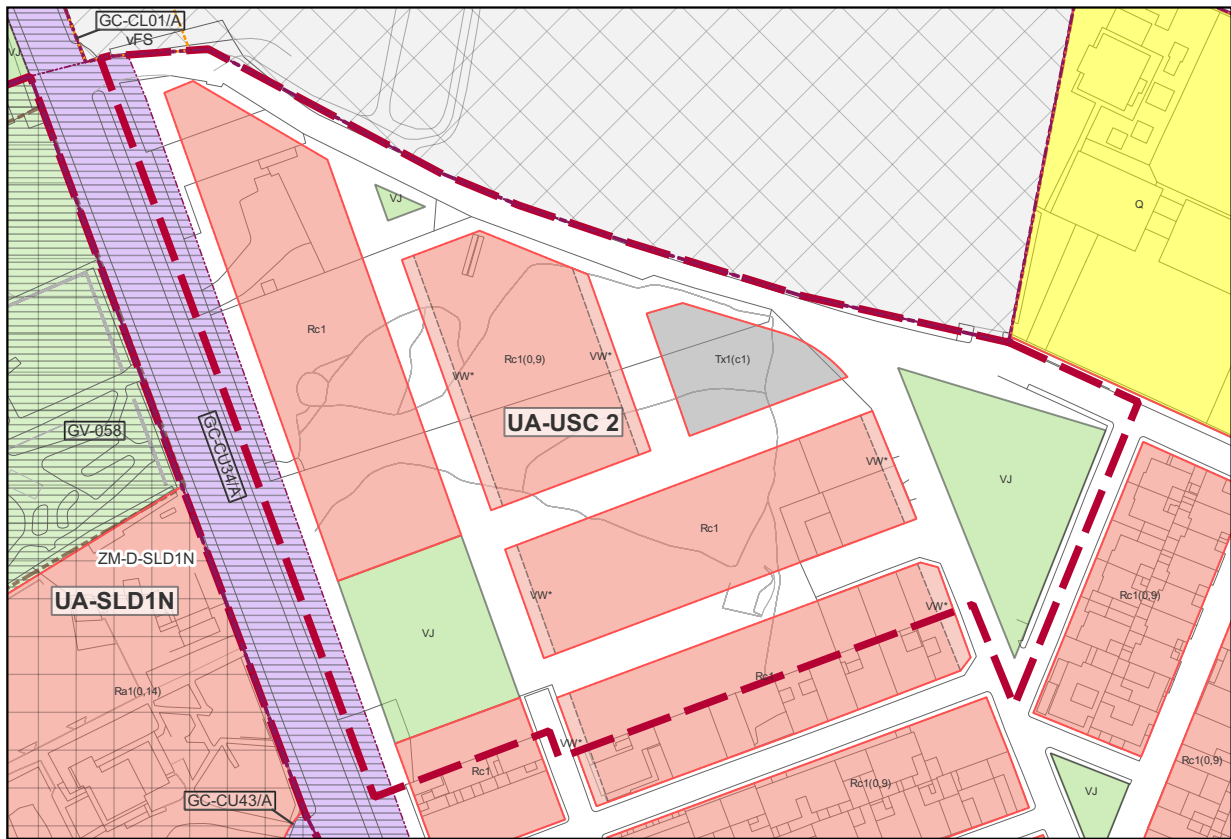 GC-CL01/A
vFS
VJ
VJ
Q
Rc1
Rc1(0,9)
VW*
VW*
Tx1(c1)
UA-USC 2
GV-058
GC-CU34/A
VW*
VJ
Rc1
ZM-D-SLD1N
UA-SLD1N
VW*
VW*
Rc1(0,9)
VJ
Rc1
Ra1(0,14)
VW*
Rc1
Rc1(0,9)
Rc1(0,9)
VJ
GC-CU43/A